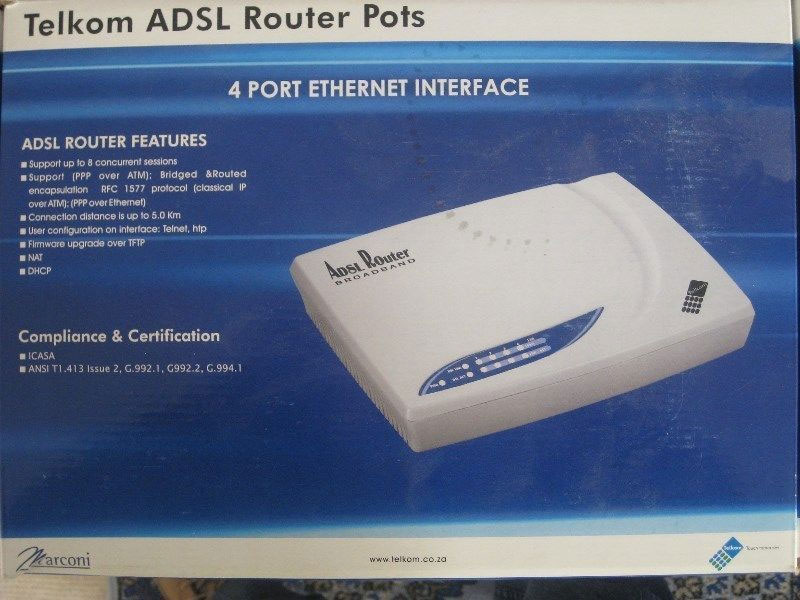 Telkom ADSL Router Pots
4 PORT ETHERNET INTERFACE
ADSL ROUTER FEATURES
■ Support up to 8 concurrent sessions
■ Support (PPP over ATM); Bridged &Routed
encapsulation RFC 1577 protocol (classical IP
over ATM); (PPP over Ethernet)
■ Connection distance is up to 5.0 Km
■ User configuration on interface: Telnet, htp
■ Firmware upgrade over TFTP
■ NAT
■ DHCP
ADSL Router
BROADBAND
Telkom
Compliance & Certification
■ ICASA
■ ANSI T1.413 Issue 2, G.992.1, G992.2, G.994.1
Marconi
www.telkom.co.za
Telkom